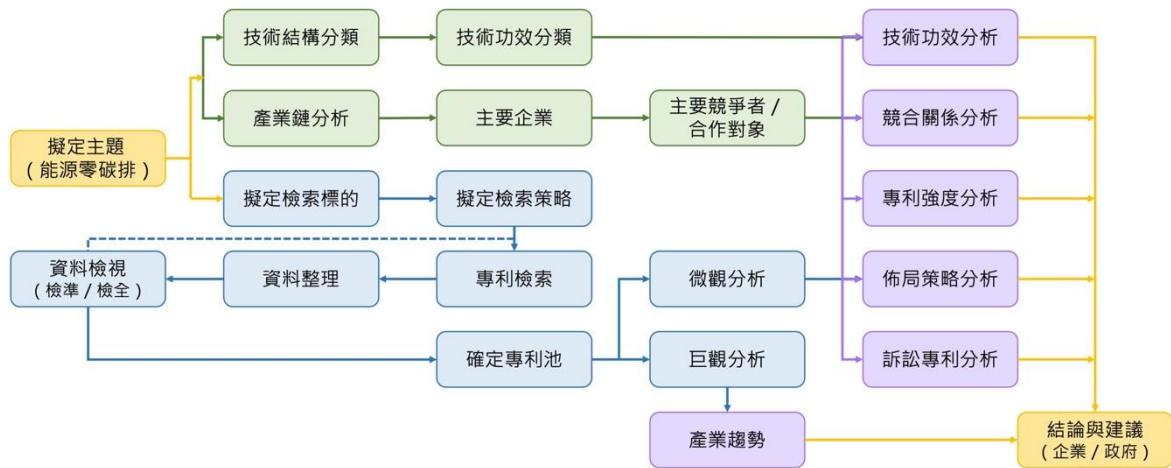 技術結構分類
技術功效分類
技術功效分析
產業鏈分析
主要企業
主要競爭者 /
合作對象
競合關係分析
擬定主題
( 能源零碳排 )
擬定檢索標的
擬定檢索策略
專利強度分析
資料檢視
( 檢準 / 檢全 )
資料整理
專利檢索
微觀分析
佈局策略分析
確定專利池
巨觀分析
訴訟專利分析
產業趨勢
結論與建議
( 企業 / 政府 )